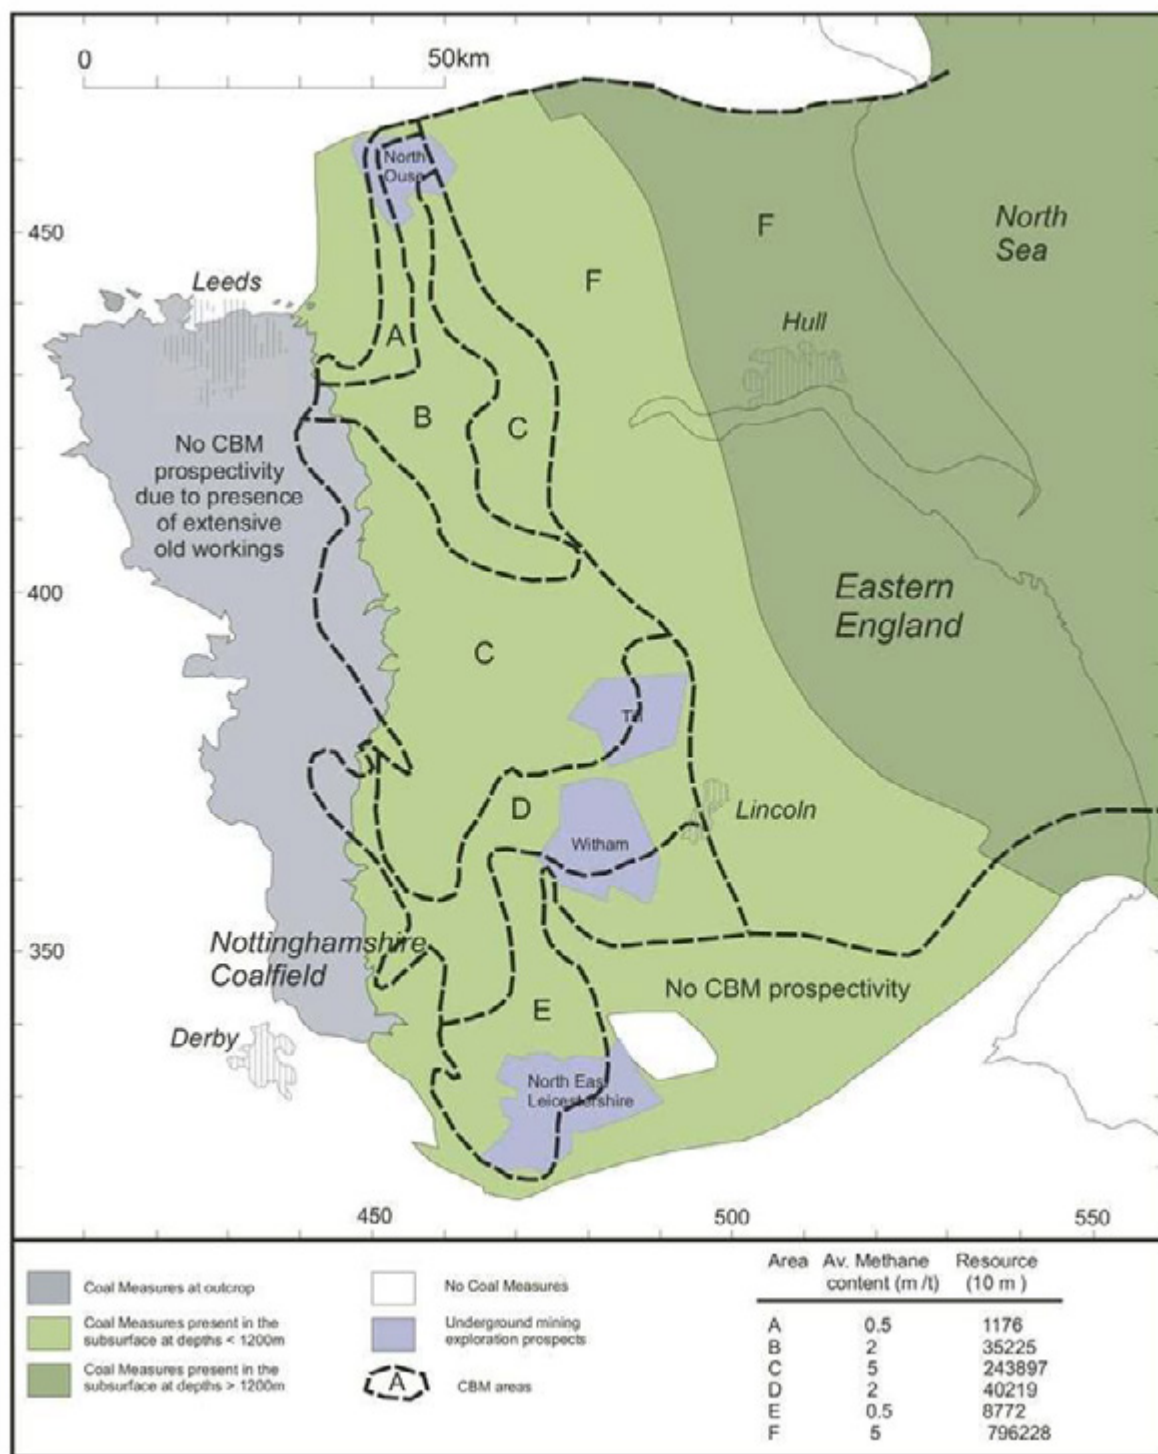 0
50km
North
Ouse
450
Leeds
North
Sea
F
F
Hull
A
B
C
No CBM
prospectivity
due to presence
of extensive
old workings
400
Eastern
England
C
Till
D
Lincoln
Witham
350
Nottinghamshire
Coalfield
No CBM prospectivity
E
Derby
North East
Leicestershire
450
500
550
Coal Measures at outcrop
Coal Measures present in the
subsurface at depths < 1200m
Coal Measures present in the
subsurface at depths > 1200m
No Coal Measures
Underground mining
exploration prospects
A
CBM areas
Area Av. Methane Resource
content (m /t) (10 m )
A 0.5 1176
B 2 35225
C 5 243897
D 2 40219
E 0.5 8772
F 5 796228